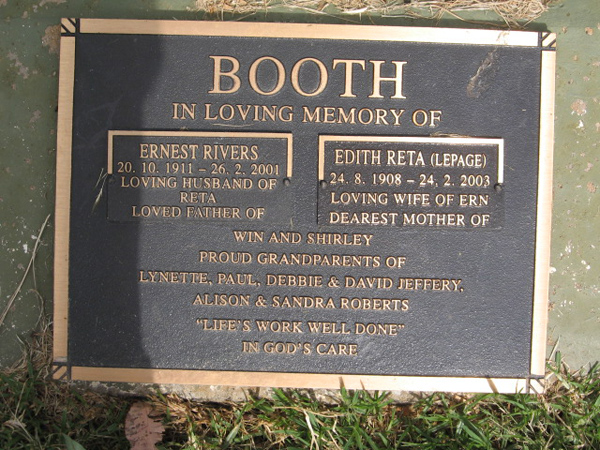 BOOTH
IN LOVING MEMORY OF
ERNEST RIVERS
20. 10. 1911 – 26. 2. 2001
LOVING HUSBAND OF
RETA
LOVED FATHER OF
EDITH RETA (LEPAGE)
24. 8. 1908 – 24. 2. 2003
LOVING WIFE OF ERN
DEAREST MOTHER OF
WIN AND SHIRLEY
PROUD GRANDPARENTS OF
LYNETTE, PAUL, DEBBIE & DAVID JEFFERY,
ALISON & SANDRA ROBERTS
"LIFE'S WORK WELL DONE"
IN GOD'S CARE